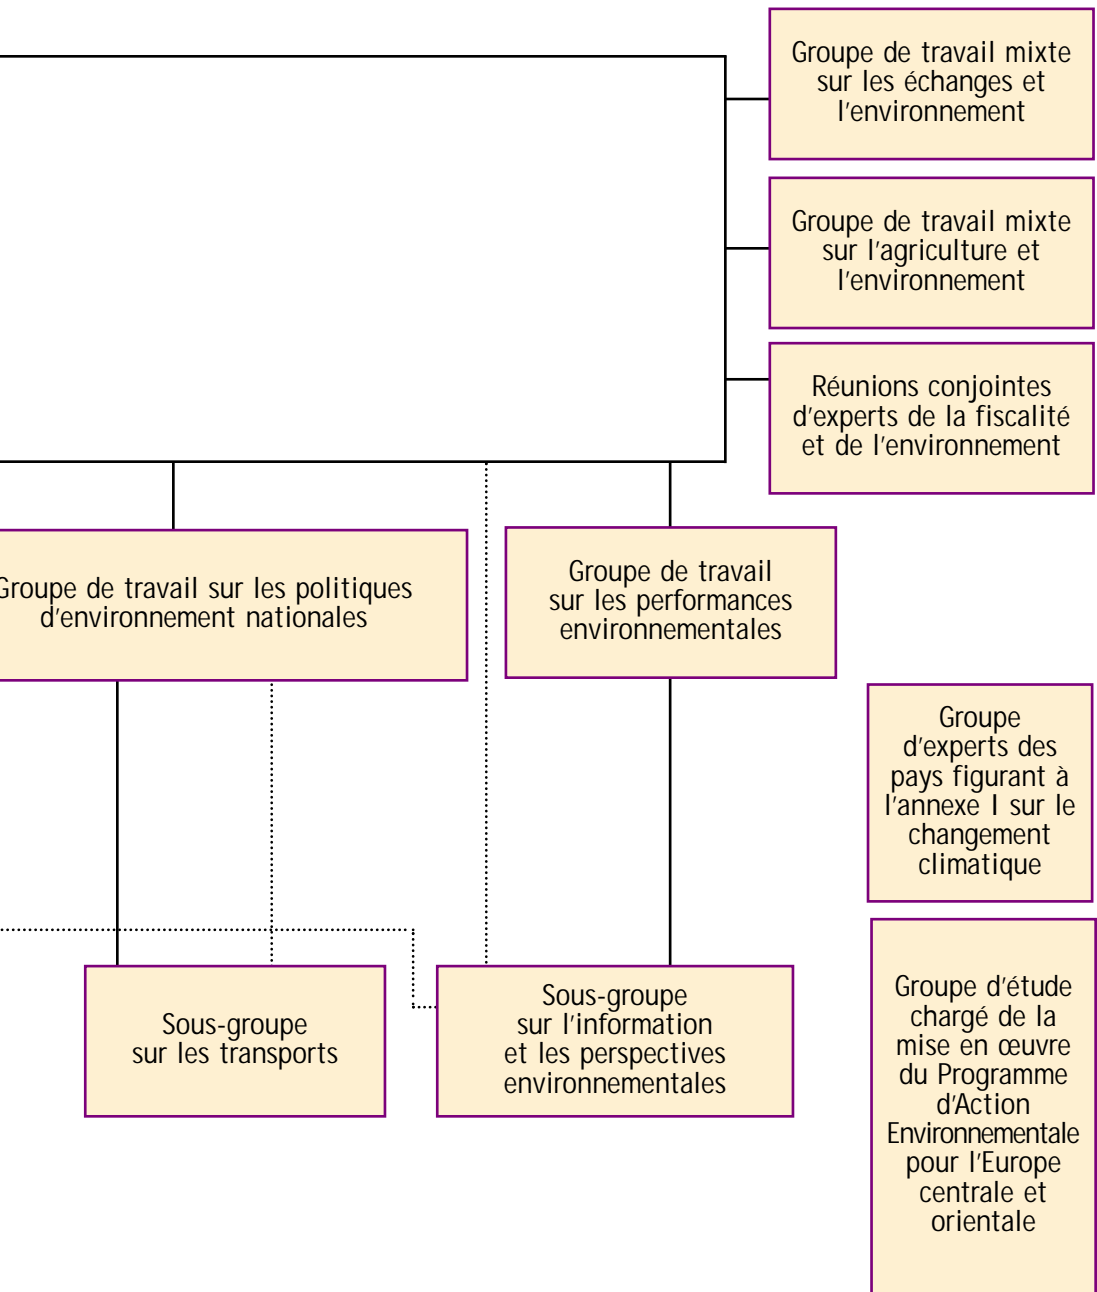 Groupe de travail mixte
sur les échanges et
l'environnement
Groupe de travail mixte
sur l'agriculture et
l'environnement
Réunions conjointes
d'experts de la fiscalité
et de l'environnement
Groupe de travail sur les politiques
d'environnement nationales
Groupe de travail
sur les performances
environnementales
Groupe
d'experts des
pays figurant à
l'annexe I sur le
changement
climatique
Sous-groupe
sur les transports
Sous-groupe
sur l'information
et les perspectives
environnementales
Groupe d'étude
chargé de la
mise en œuvre
du Programme
d'Action
Environnementale
pour l'Europe
centrale et
orientale